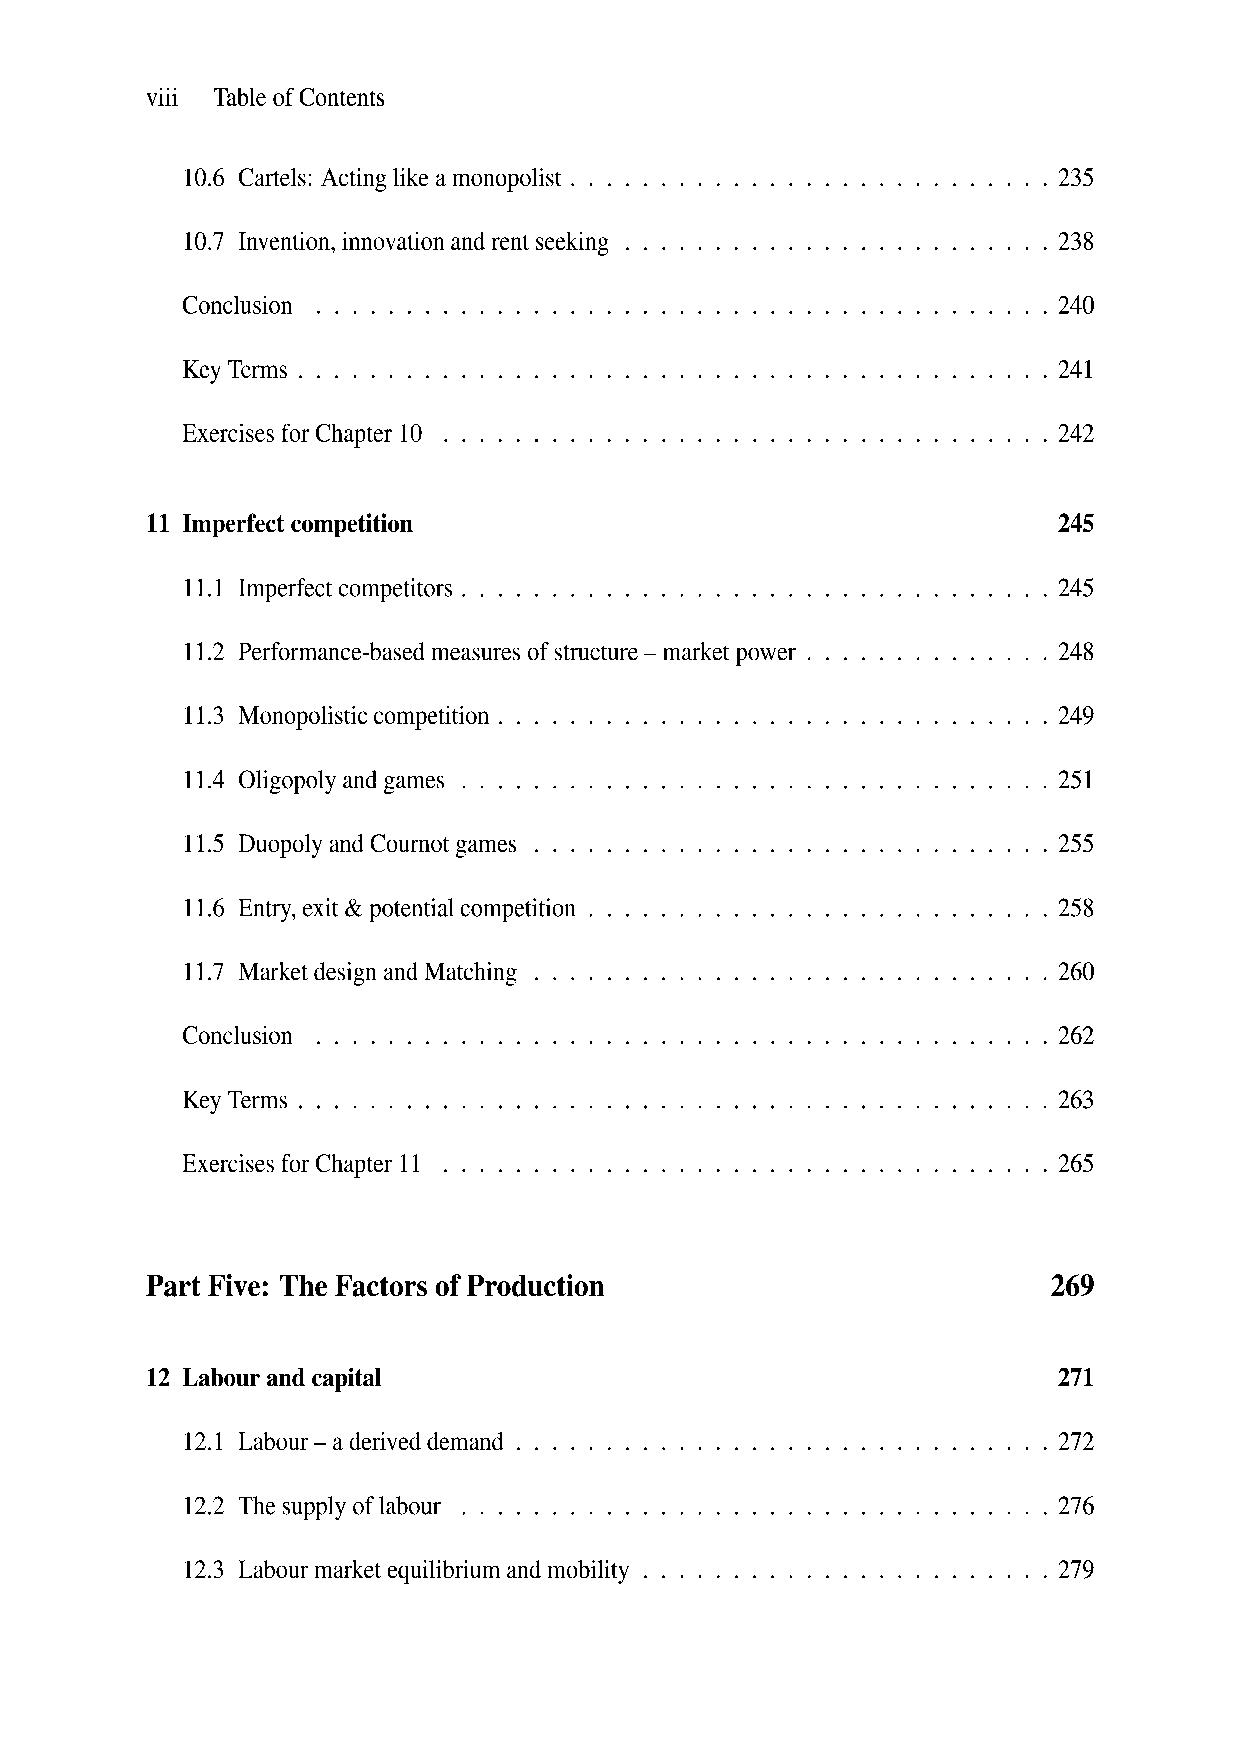 viii Table of Contents
10.6 Cartels: Acting like a monopolist . . . . . . . . . . . . . . . . . . . . . . . . . . . 235
10.7 Invention, innovation and rent seeking . . . . . . . . . . . . . . . . . . . . . . . . 238
Conclusion . . . . . . . . . . . . . . . . . . . . . . . . . . . . . . . . . . . . . . . . . 240
Key Terms . . . . . . . . . . . . . . . . . . . . . . . . . . . . . . . . . . . . . . . . . . 241
Exercises for Chapter 10 . . . . . . . . . . . . . . . . . . . . . . . . . . . . . . . . . . 242
11 Imperfect competition 245
11.1 Imperfect competitors . . . . . . . . . . . . . . . . . . . . . . . . . . . . . . . . . 245
11.2 Performance-based measures of structure – market power . . . . . . . . . . . . . . 248
11.3 Monopolistic competition . . . . . . . . . . . . . . . . . . . . . . . . . . . . . . . 249
11.4 Oligopoly and games . . . . . . . . . . . . . . . . . . . . . . . . . . . . . . . . . 251
11.5 Duopoly and Cournot games . . . . . . . . . . . . . . . . . . . . . . . . . . . . . 255
11.6 Entry, exit & potential competition . . . . . . . . . . . . . . . . . . . . . . . . . . 258
11.7 Market design and Matching . . . . . . . . . . . . . . . . . . . . . . . . . . . . . 260
Conclusion . . . . . . . . . . . . . . . . . . . . . . . . . . . . . . . . . . . . . . . . . 262
Key Terms . . . . . . . . . . . . . . . . . . . . . . . . . . . . . . . . . . . . . . . . . . 263
Exercises for Chapter 11 . . . . . . . . . . . . . . . . . . . . . . . . . . . . . . . . . . 265
Part Five: The Factors of Production 269
12 Labour and capital 271
12.1 Labour – a derived demand . . . . . . . . . . . . . . . . . . . . . . . . . . . . . . 272
12.2 The supply of labour . . . . . . . . . . . . . . . . . . . . . . . . . . . . . . . . . 276
12.3 Labour market equilibrium and mobility . . . . . . . . . . . . . . . . . . . . . . . 279